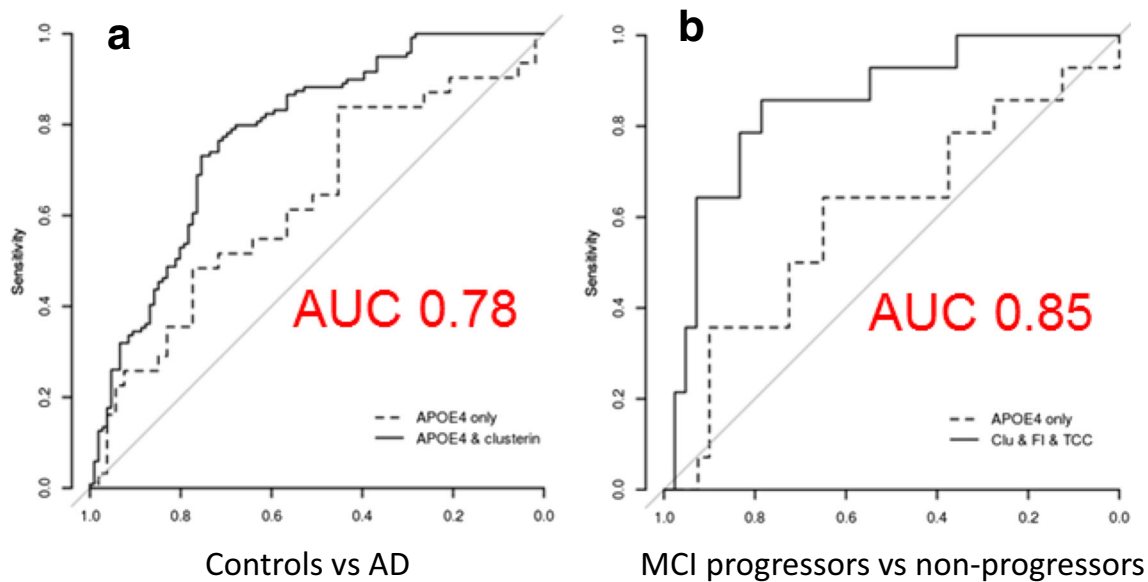 a
1.0
0.8
0.6
0.4
0.2
0.0
Sensitivity
AUC 0.78
APOE4 only
APOE4 & clusterin
1.0 0.8 0.6 0.4 0.2 0.0
Controls vs AD
b
1.0
0.8
0.6
0.4
0.2
0.0
Sensitivity
AUC 0.85
APOE4 only
Clu & FI & TCC
1.0 0.8 0.6 0.4 0.2 0.0
MCI progressors vs non-progressors